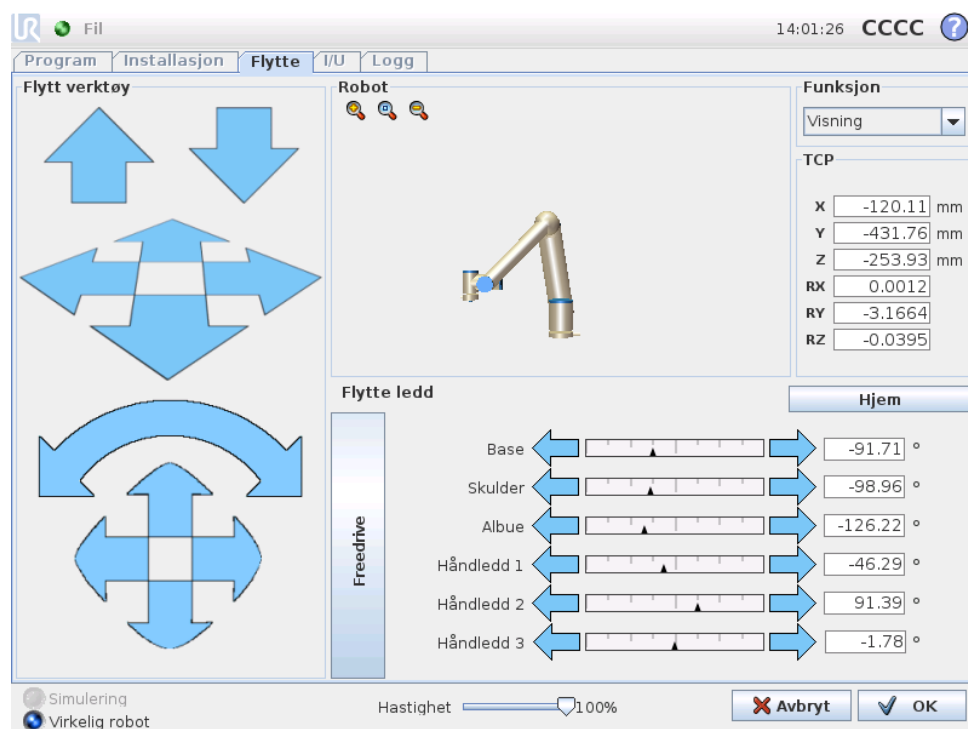 UR Fil 14:01:26 CCCC ?
Program Installasjon Flytte I/U Logg
Flytt verktøy
Robot
Funksjon
Visning
TCP
X -120.11 mm
Y -431.76 mm
Z -253.93 mm
RX 0.0012
RY -3.1664
RZ -0.0395
Flytte ledd
Hjem
Freedrive
Base -91.71 °
Skulder -98.96 °
Albue -126.22 °
Håndledd 1 -46.29 °
Håndledd 2 91.39 °
Håndledd 3 -1.78 °
Simulering
Virkelig robot
Hastighet 100%
Avbryt
OK